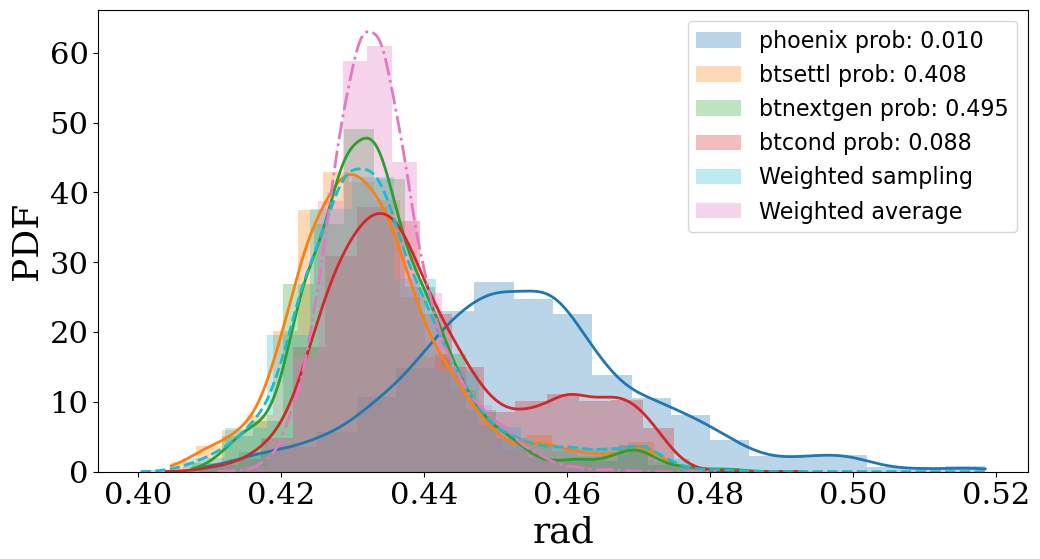 phoenix prob: 0.010
btsettl prob: 0.408
btnextgen prob: 0.495
btcond prob: 0.088
Weighted sampling
Weighted average
PDF
60
50
40
30
20
10
0
0.40 0.42 0.44 0.46 0.48 0.50 0.52
rad